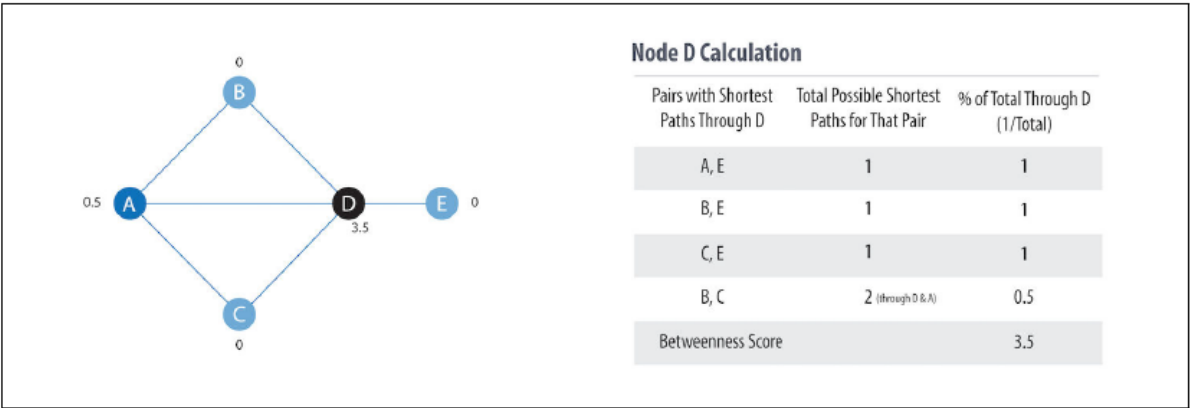 0
B
0.5 A D E 0
3.5
C
0
Node D Calculation
Pairs with Shortest Total Possible Shortest % of Total Through D
Paths Through D Paths for That Pair (1/Total)
A, E 1 1
B, E 1 1
C, E 1 1
B, C 2 (through D & A) 0.5
Betweenness Score 3.5